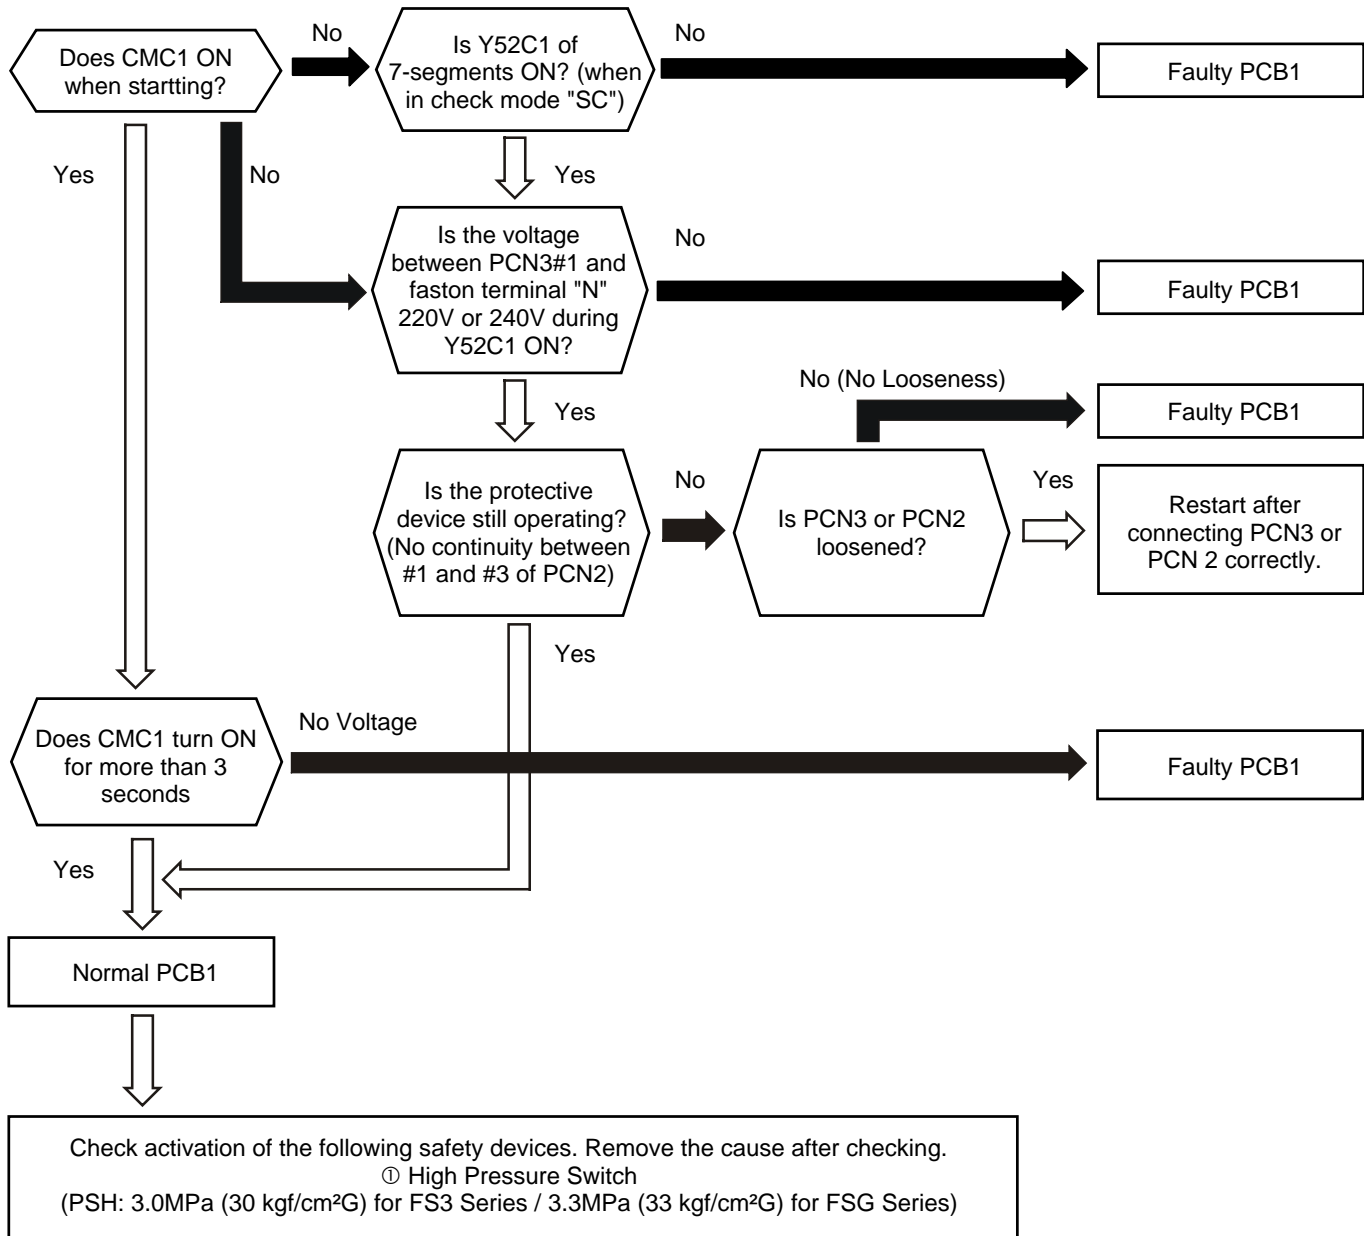 Does CMC1 ON
when startting?
No
Is Y52C1 of
7-segments ON? (when
in check mode "SC")
No
Faulty PCB1
Yes
No
Yes
Is the voltage
between PCN3#1 and
faston terminal "N"
220V or 240V during
Y52C1 ON?
No
Faulty PCB1
Yes
No (No Looseness)
Faulty PCB1
Is the protective
device still operating?
(No continuity between
#1 and #3 of PCN2)
No
Is PCN3 or PCN2
loosened?
Yes
Restart after
connecting PCN3 or
PCN 2 correctly.
Yes
Does CMC1 turn ON
for more than 3
seconds
No Voltage
Faulty PCB1
Yes
Normal PCB1
Check activation of the following safety devices. Remove the cause after checking.
① High Pressure Switch
(PSH: 3.0MPa (30 kgf/cm²G) for FS3 Series / 3.3MPa (33 kgf/cm²G) for FSG Series)